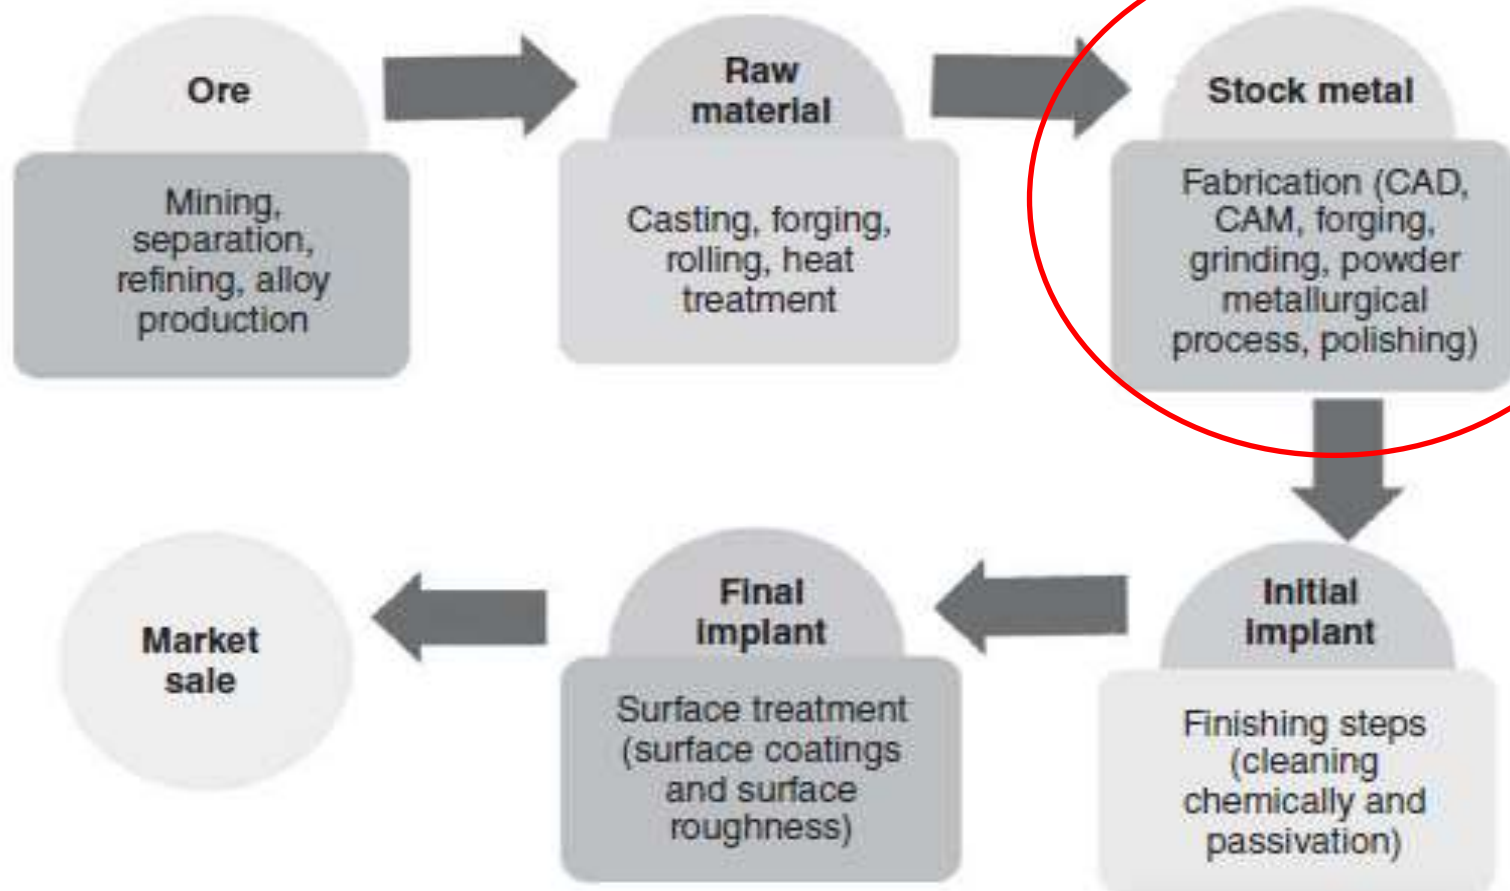 Ore
Mining,
separation,
refining, alloy
production
Raw
material
Casting, forging,
rolling, heat
treatment
Stock metal
Fabrication (CAD,
CAM, forging,
grinding, powder
metallurgical
process, polishing)
Initial
implant
Finishing steps
(cleaning
chemically and
passivation)
Final
implant
Surface treatment
(surface coatings
and surface
roughness)
Market
sale